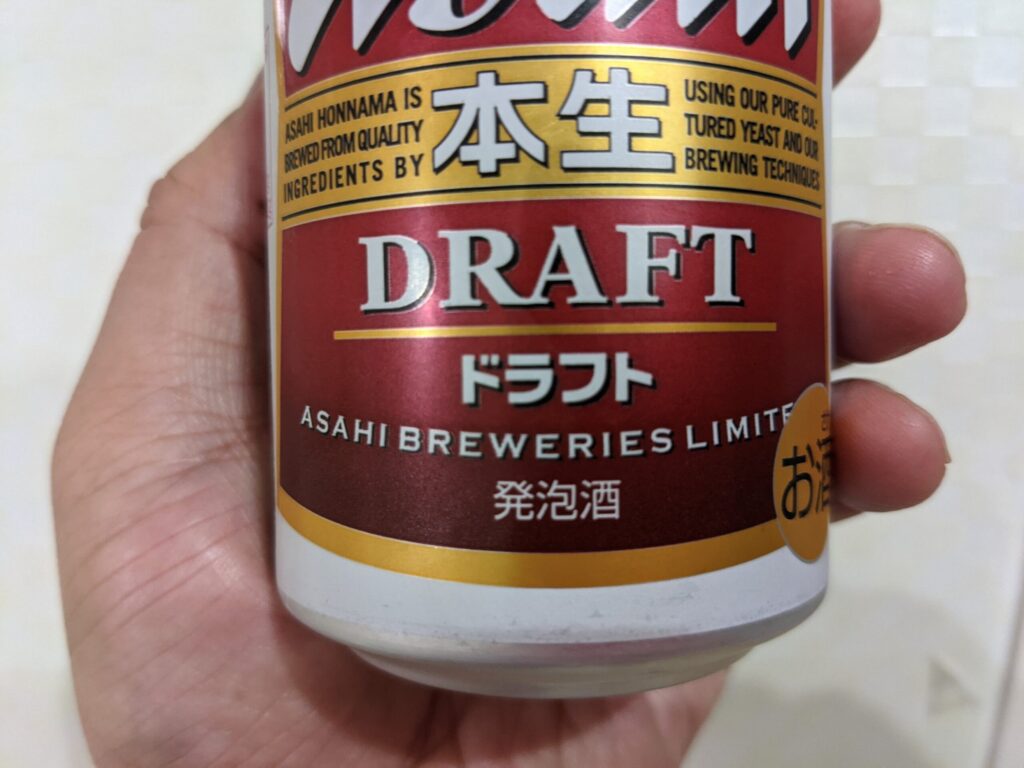 ASAHI HONNAMA IS
BREWED FROM QUALITY
INGREDIENTS BY
本生
USING OUR PURE CUL-
TURED YEAST AND OUR
BREWING TECHNIQUES
DRAFT
ドラフト
ASAHI BREWERIES
発泡酒